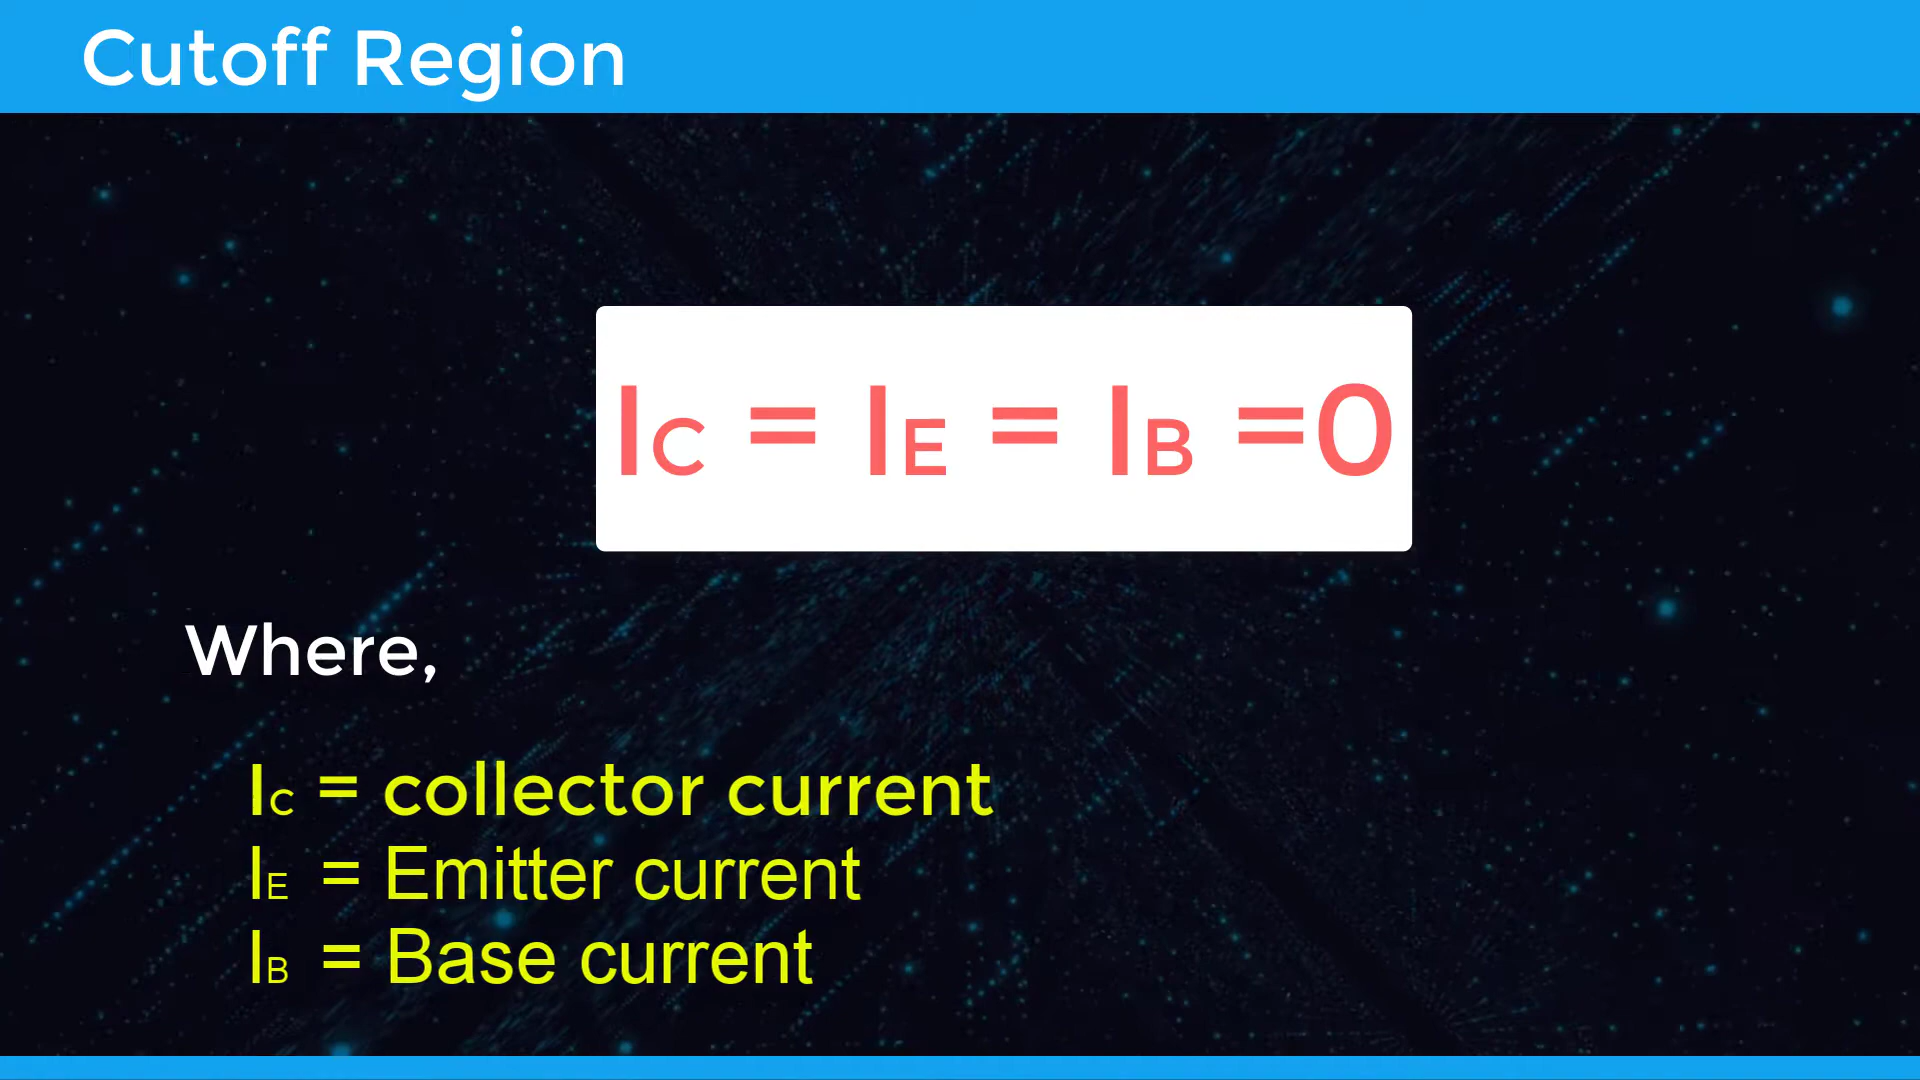 Cutoff Region
IC = IE = IB =0
Where,
IC = collector current
IE = Emitter current
IB = Base current